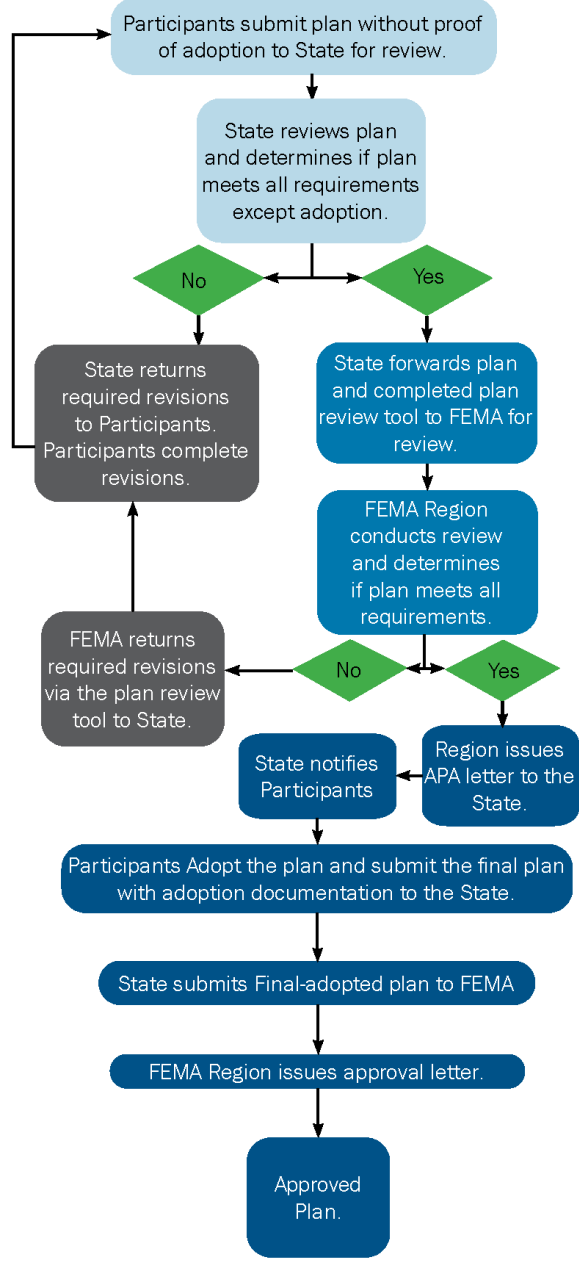 Participants submit plan without proof
of adoption to State for review.
State reviews plan
and determines if plan
meets all requirements
except adoption.
No
Yes
State returns
required revisions
to Participants.
Participants complete
revisions.
State forwards plan
and completed plan
review tool to FEMA for
review.
FEMA Region
conducts review
and determines
if plan meets all
requirements.
FEMA returns
required revisions
via the plan review
tool to State.
No
Yes
Region issues
APA letter to the
State.
State notifies
Participants
Participants Adopt the plan and submit the final plan
with adoption documentation to the State.
State submits Final-adopted plan to FEMA
FEMA Region issues approval letter.
Approved
Plan.